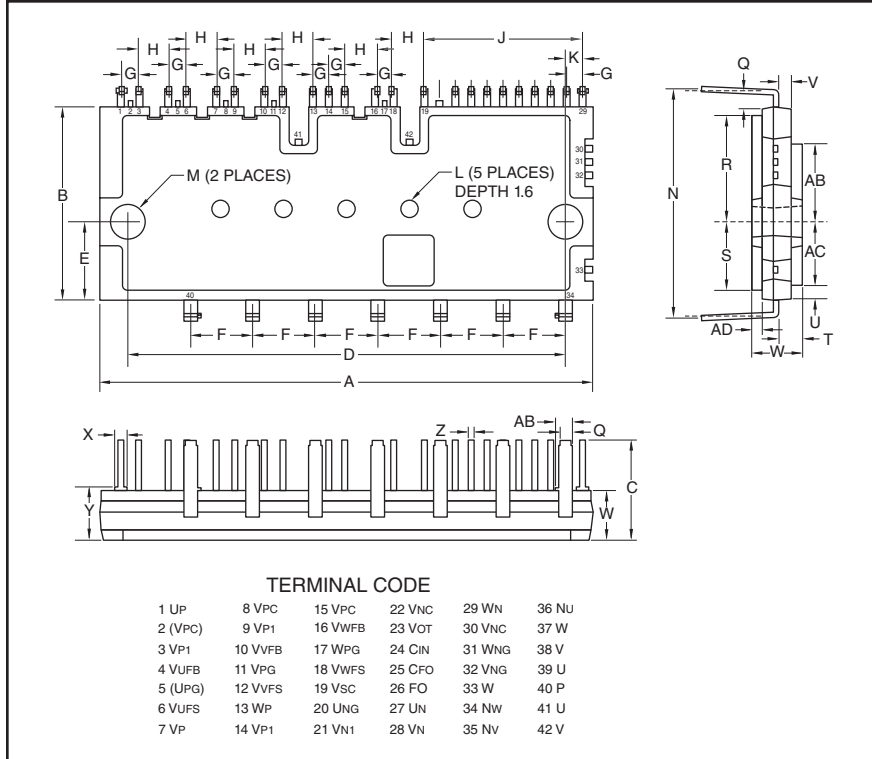 H H J
H H H K
G G G G G G G
1 2 3 4 5 6 7 8 9 10 11 12 13 14 15 16 17 18 19 29
41 42
30
31
32
M (2 PLACES)
L (5 PLACES)
DEPTH 1.6
B
E
33
40 34
F F F F F F
D
A
Q V
N R S AB AC
AD U
W T
X Z AB Q
Y W C
TERMINAL CODE
1 UP
2 (VPC)
3 VP1
4 VUFB
5 (UPG)
6 VUFS
7 VP
8 VPC
9 VP1
10 VVFB
11 VPG
12 VVFS
13 WP
14 VP1
15 VPC
16 VWFB
17 WPG
18 VWFS
19 VSC
20 UNG
21 VN1
22 VNC
23 VOT
24 CIN
25 CFO
26 FO
27 UN
28 VN
29 WN
30 VNC
31 WNG
32 VNG
33 W
34 NW
35 NV
36 NU
37 W
38 V
39 U
40 P
41 U
42 V